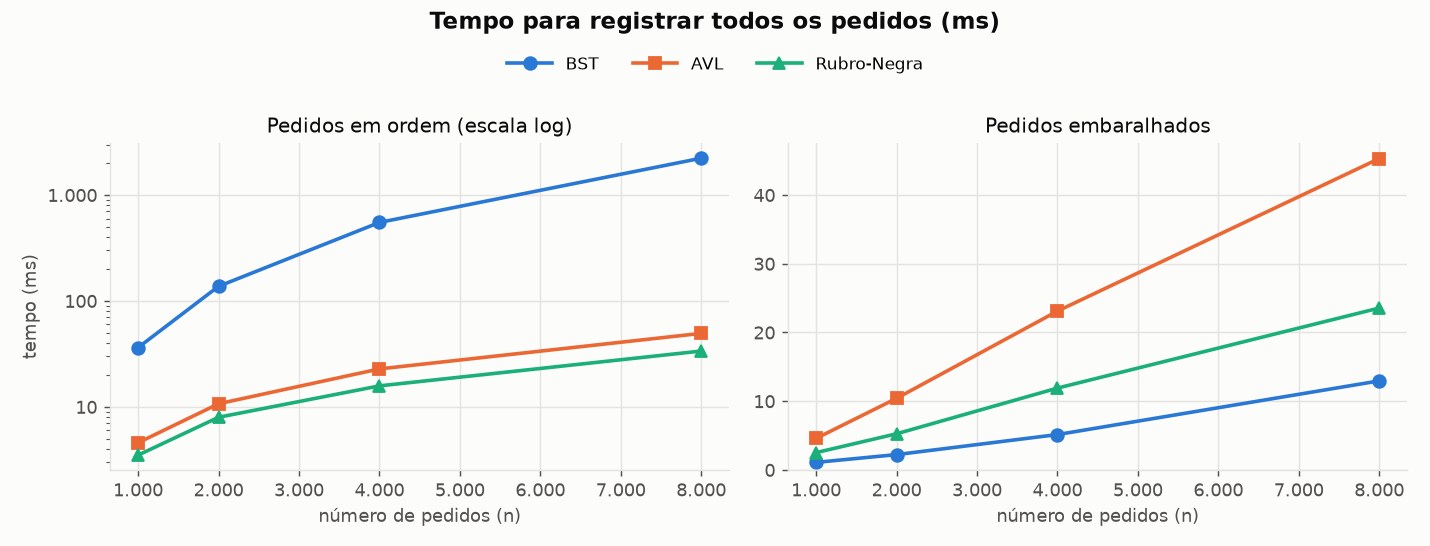 Tempo para registrar todos os pedidos (ms)
BST AVL Rubro-Negra
Pedidos em ordem (escala log)
tempo (ms)
1.000
100
10
1.000 2.000 3.000 4.000 5.000 6.000 7.000 8.000
número de pedidos (n)
Pedidos embaralhados
40
30
20
10
0
1.000 2.000 3.000 4.000 5.000 6.000 7.000 8.000
número de pedidos (n)